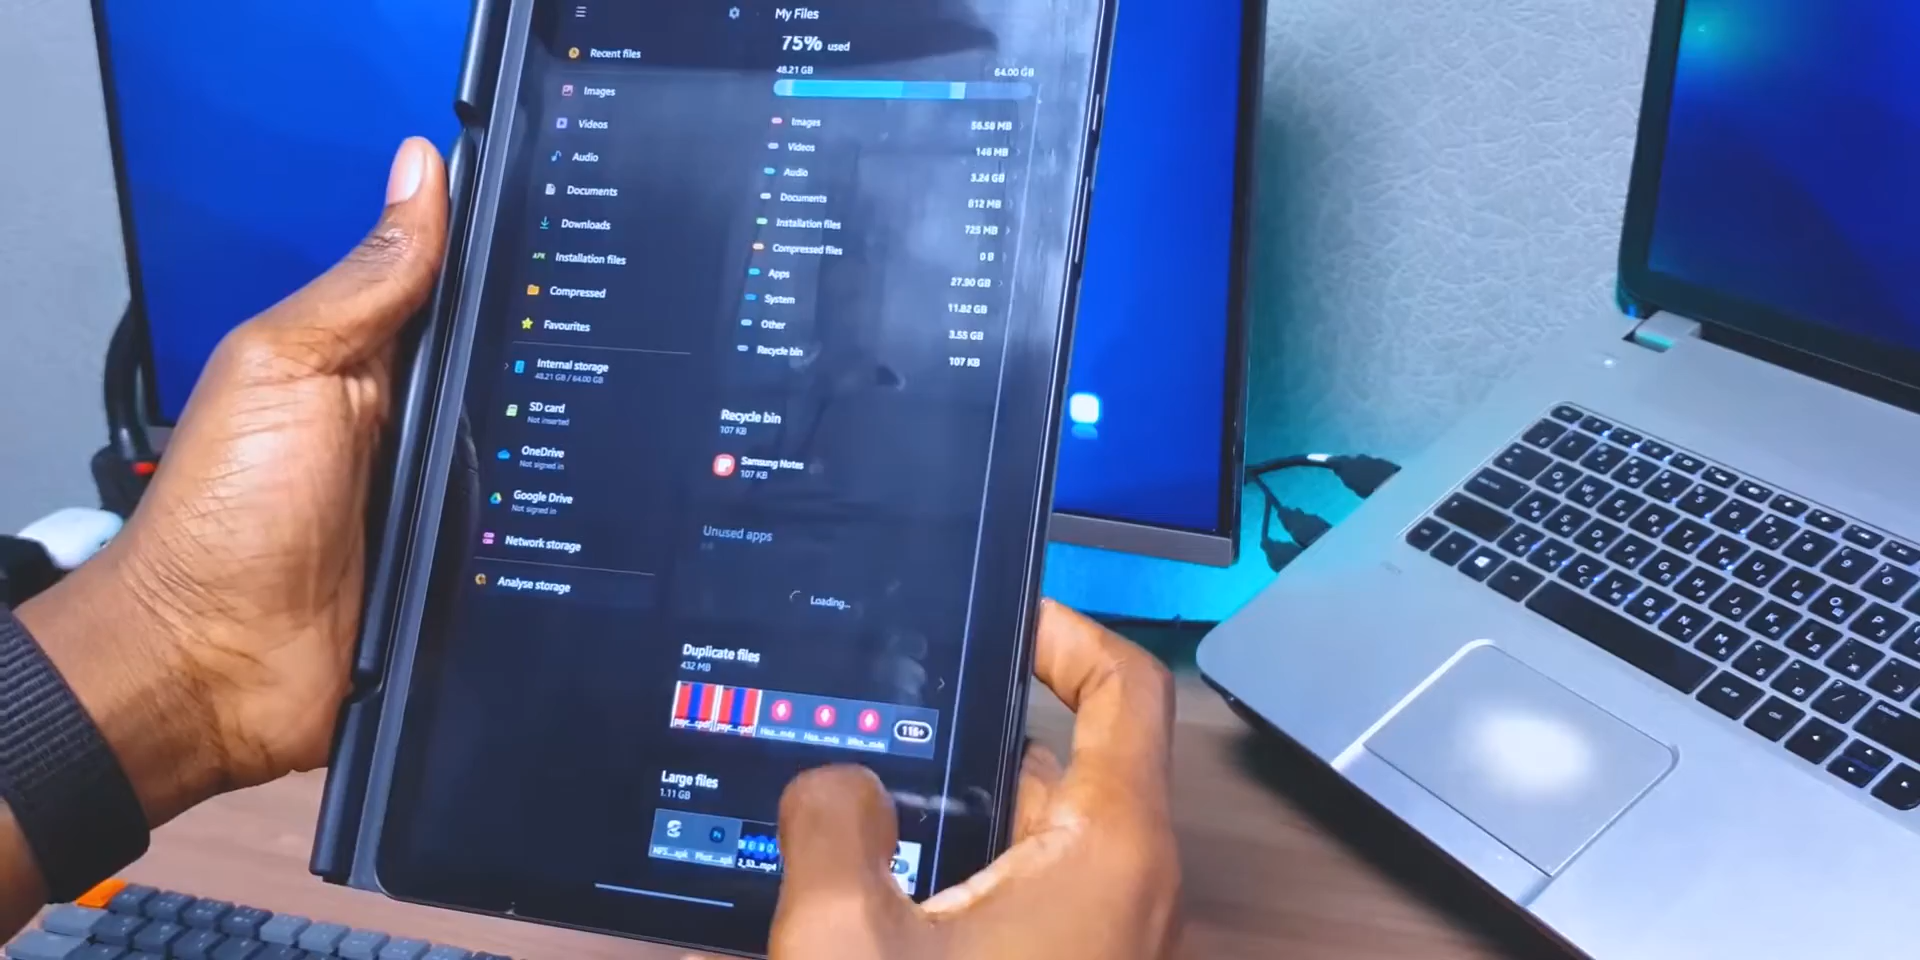 My Files
75% used
48.21 GB
64.00 GB
Recent files
Images
Videos
Audio
Documents
Downloads
APK Installation files
Compressed
Favourites
Internal storage
48.21 GB / 64.00 GB
SD card
Not inserted
OneDrive
Not signed in
Google Drive
Not signed in
Network storage
Analyse storage
Images 56.58 MB
Videos 146 MB
Audio 3.24 GB
Documents 612 MB
Installation files 725 MB
Compressed files 0 B
Apps 27.90 GB
System 11.82 GB
Other 3.55 GB
Recycle bin 107 KB
Recycle bin
107 KB
Samsung Notes
107 KB
Unused apps
Loading...
Duplicate files
432 MB
116+
Large files
1.11 GB